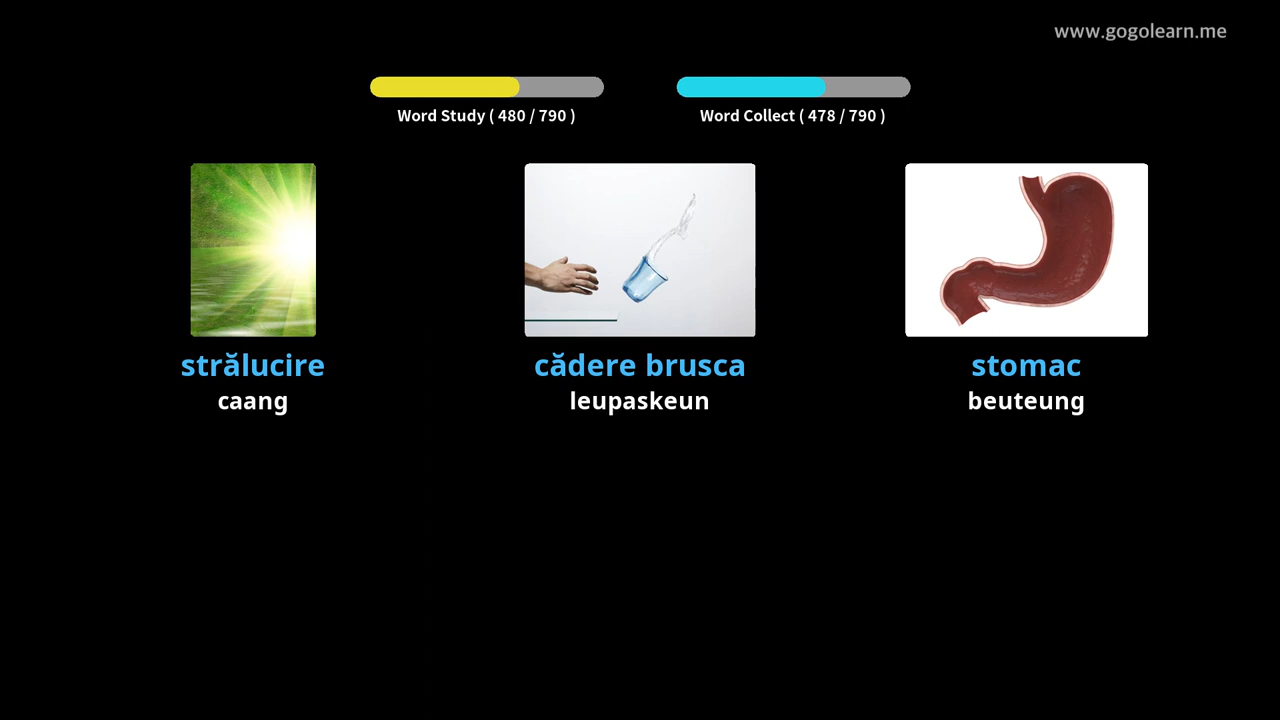 www.gogolearn.me
Word Study ( 480 / 790 )
Word Collect ( 478 / 790 )
strălucire
caang
cădere brusca
leupaskeun
stomac
beuteung